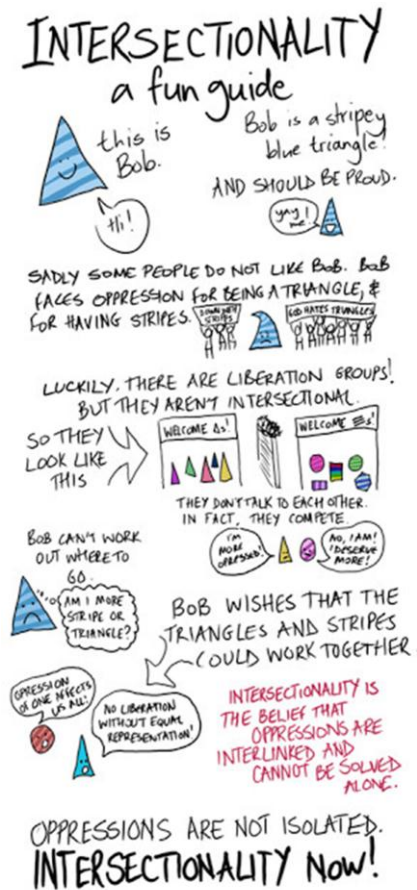 INTERSECTIONALITY
a fun guide
this is
Bob.
Hi!
Bob is a stripey
blue triangle!
AND SHOULD BE PROUD.
yay!
me!
SADLY SOME PEOPLE DO NOT LIKE BOB. BOB
FACES OPPRESSION FOR BEING A TRIANGLE, &
FOR HAVING STRIPES.
DOWN WITH
STRIPES
GOD HATES TRIANGLES
LUCKILY, THERE ARE LIBERATION GROUPS!
BUT THEY AREN'T INTERSECTIONAL.
SO THEY
LOOK LIKE
THIS
WELCOME △s!
WELCOME ≡s!
THEY DON'T TALK TO EACH OTHER.
IN FACT, THEY COMPETE.
I'M
MORE
OPRESSED!
NO, I AM!
I DESERVE
MORE!
BOB CAN'T WORK
OUT WHERE TO
GO.
AM I MORE
STRIPE OR
TRIANGLE?
BOB WISHES THAT THE
TRIANGLES AND STRIPES
COULD WORK TOGETHER
OPRESSION
OF ONE AFFECTS
US ALL!
NO LIBERATION
WITHOUT EQUAL
REPRESENTATION!
INTERSECTIONALITY IS
THE BELIEF THAT
OPPRESSIONS ARE
INTERLINKED AND
CANNOT BE SOLVED
ALONE.
OPPRESSIONS ARE NOT ISOLATED.
INTERSECTIONALITY NOW!